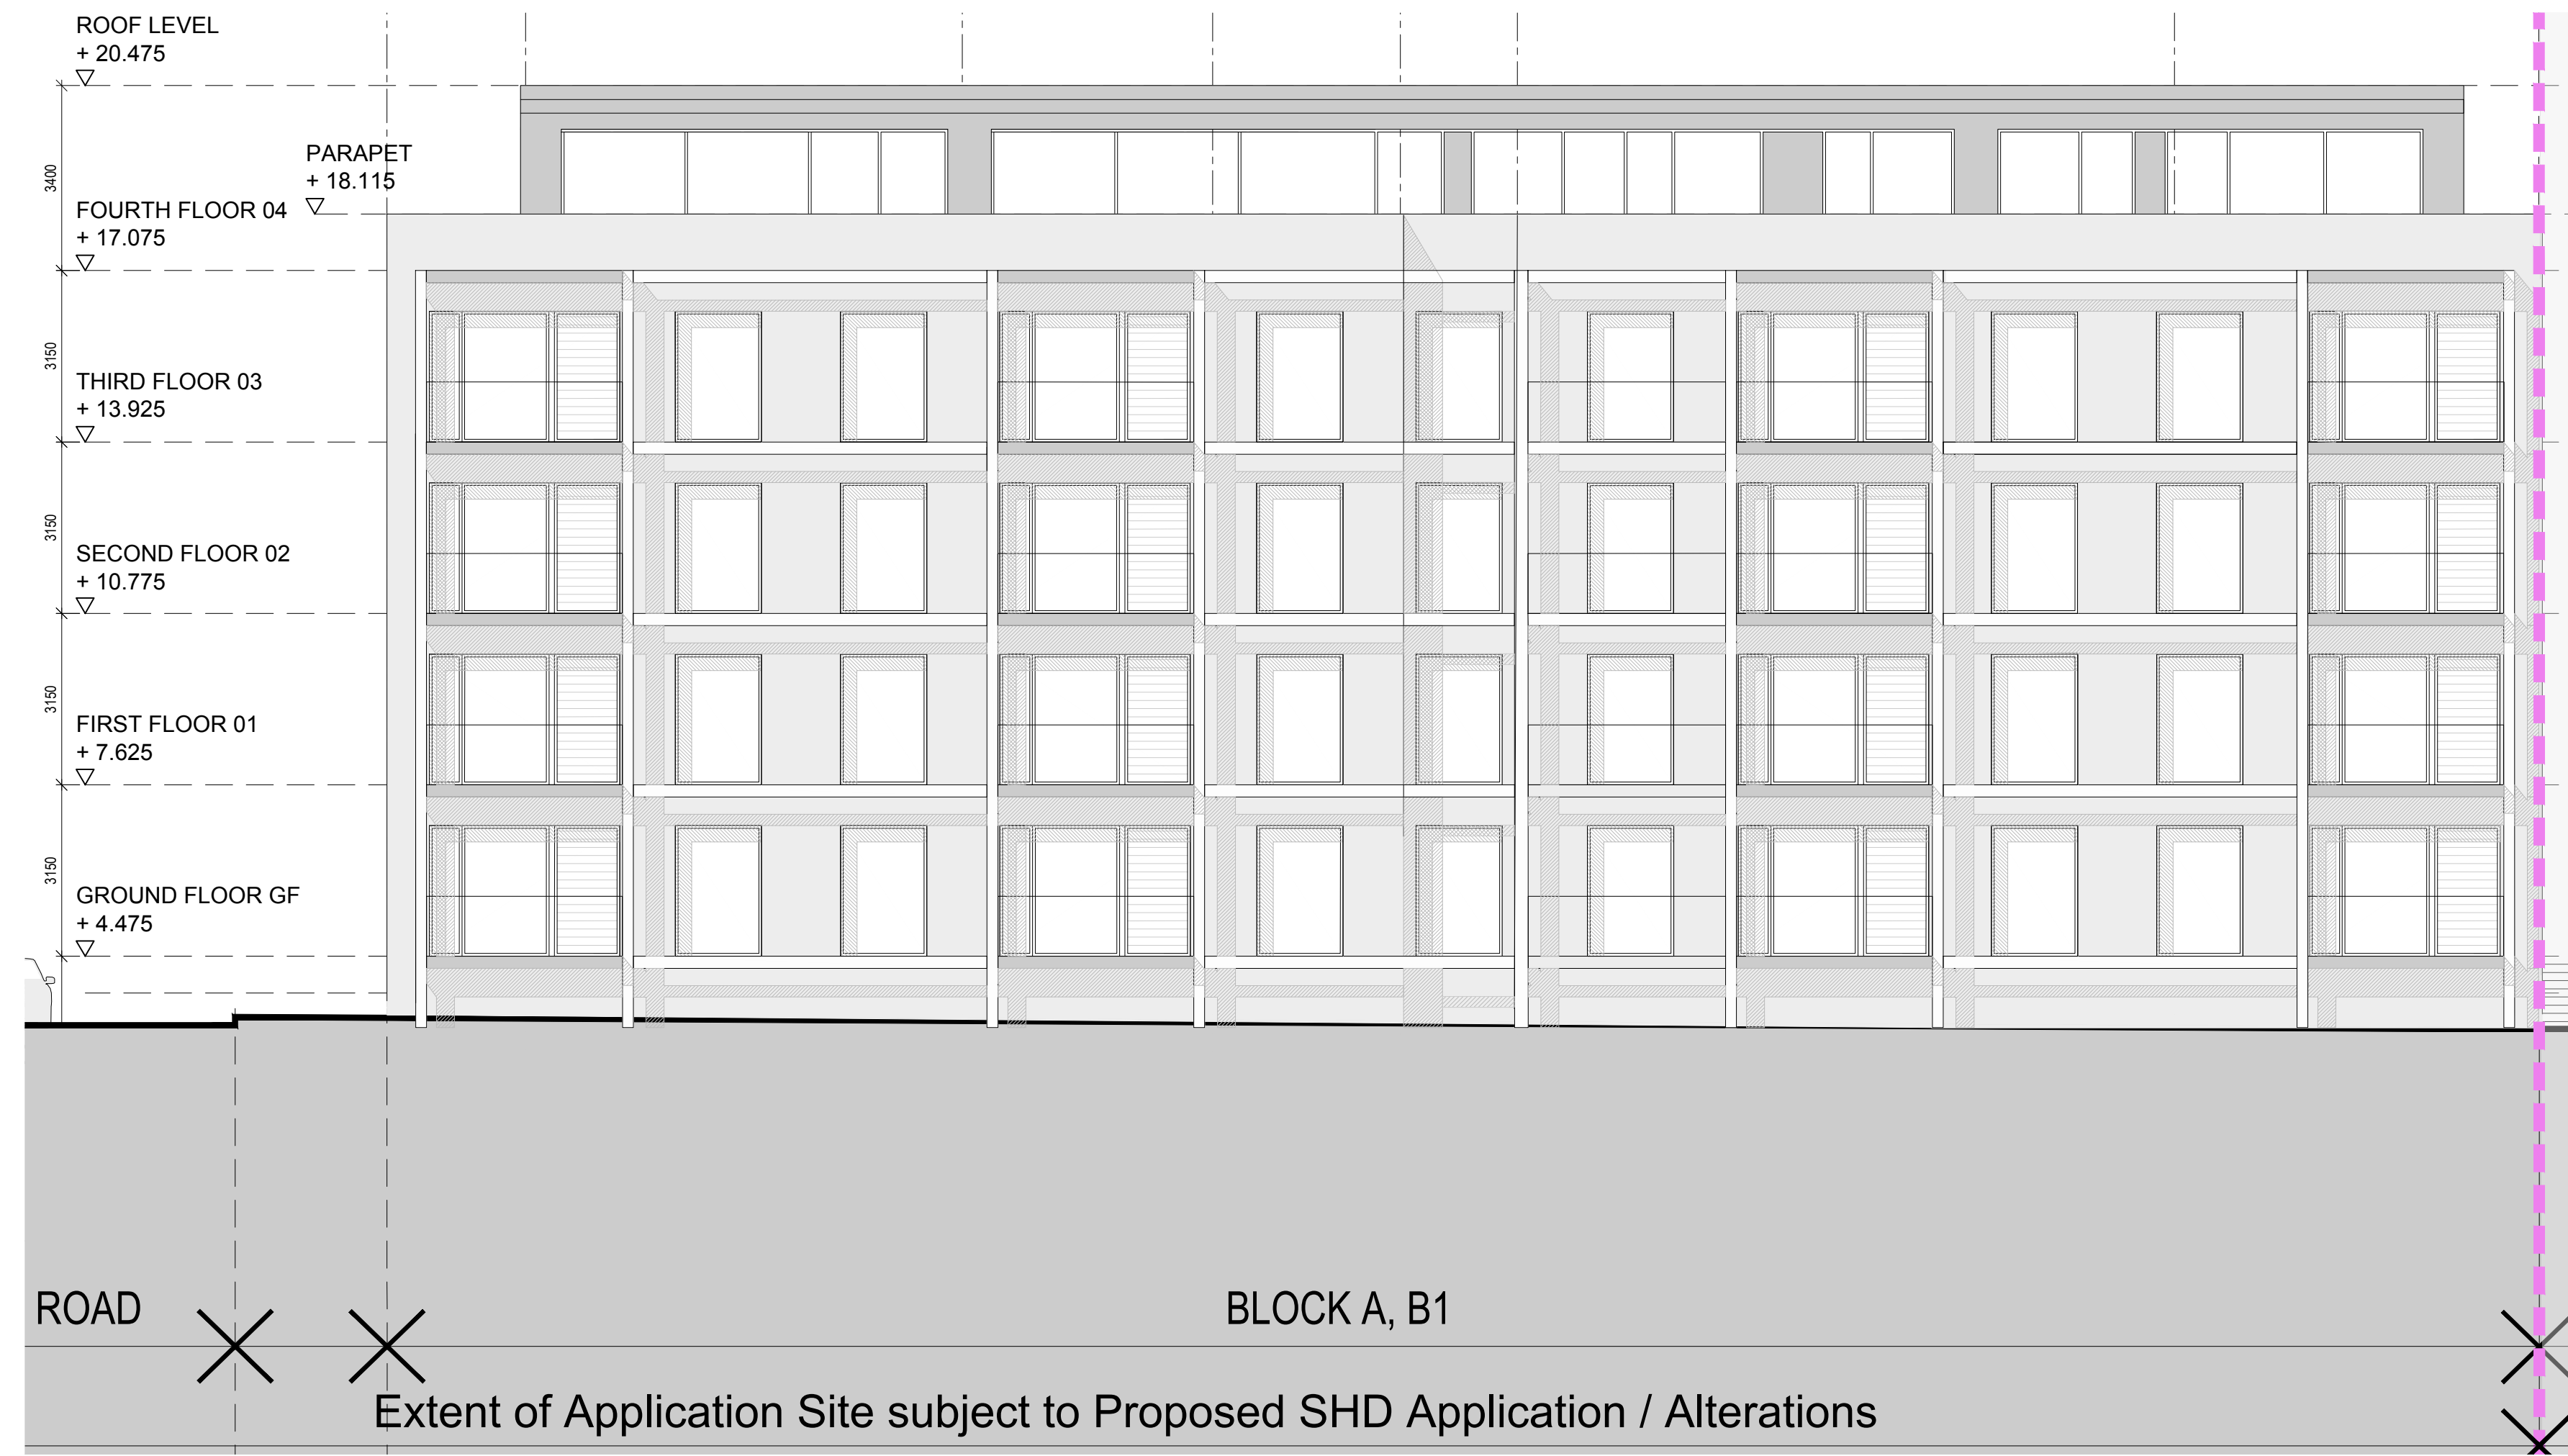 ROOF LEVEL
+ 20.475
PARAPET
+ 18.115
3400
FOURTH FLOOR 04
+ 17.075
3150
THIRD FLOOR 03
+ 13.925
3150
SECOND FLOOR 02
+ 10.775
3150
FIRST FLOOR 01
+ 7.625
3150
GROUND FLOOR GF
+ 4.475
ROAD
BLOCK A, B1
Extent of Application Site subject to Proposed SHD Application / Alterations